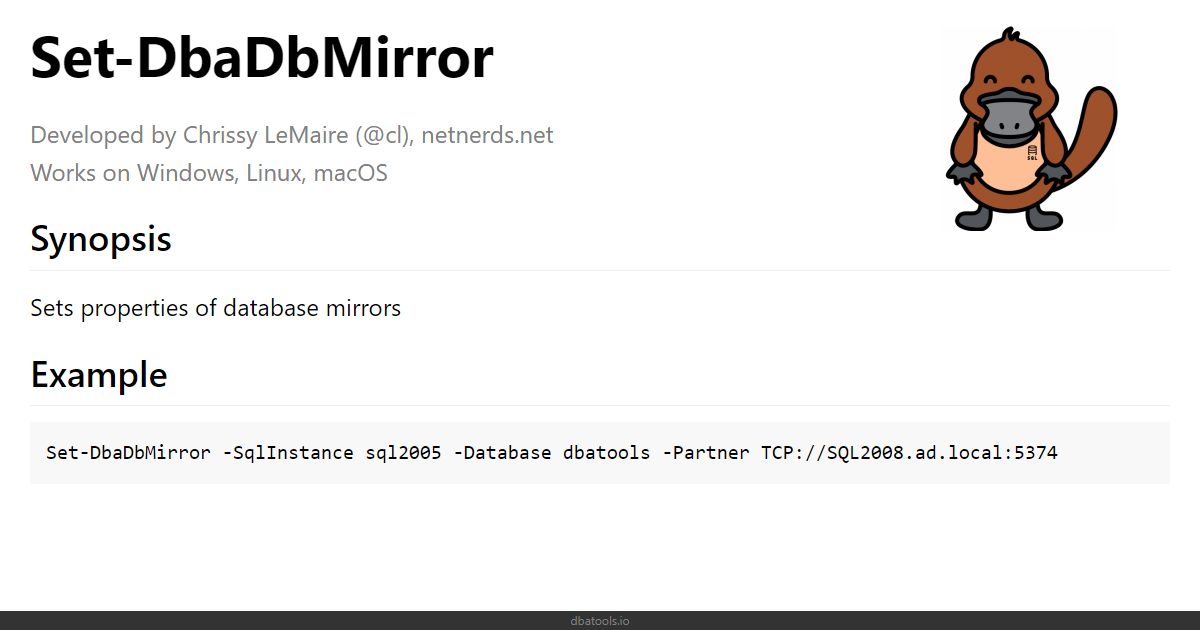 Set-DbaDbMirror
Developed by Chrissy LeMaire (@cl), netnerds.net
Works on Windows, Linux, macOS
SQL
Synopsis
Sets properties of database mirrors
Example
Set-DbaDbMirror -SqlInstance sql2005 -Database dbatools -Partner TCP://SQL2008.ad.local:5374
dbatools.io